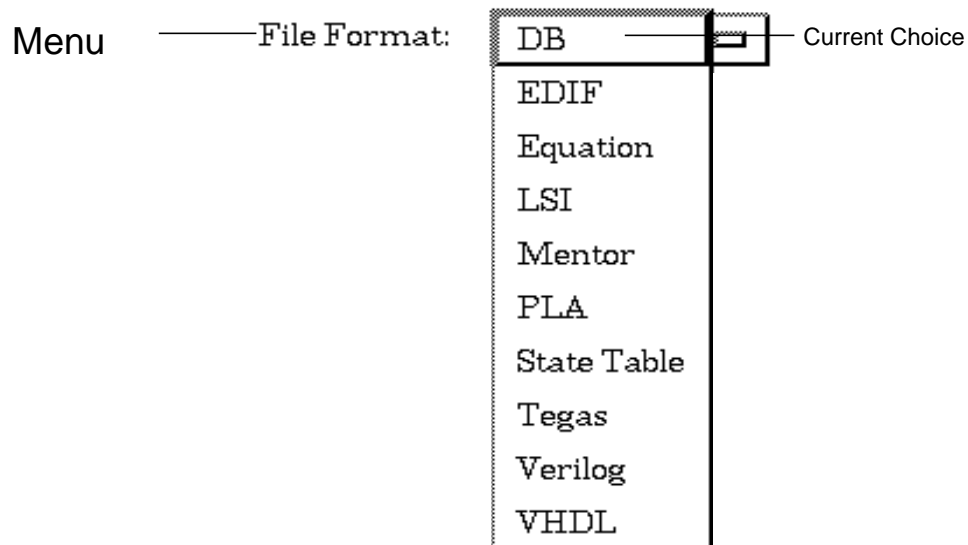 Menu File Format: DB Current Choice
EDIF
Equation
LSI
Mentor
PLA
State Table
Tegas
Verilog
VHDL